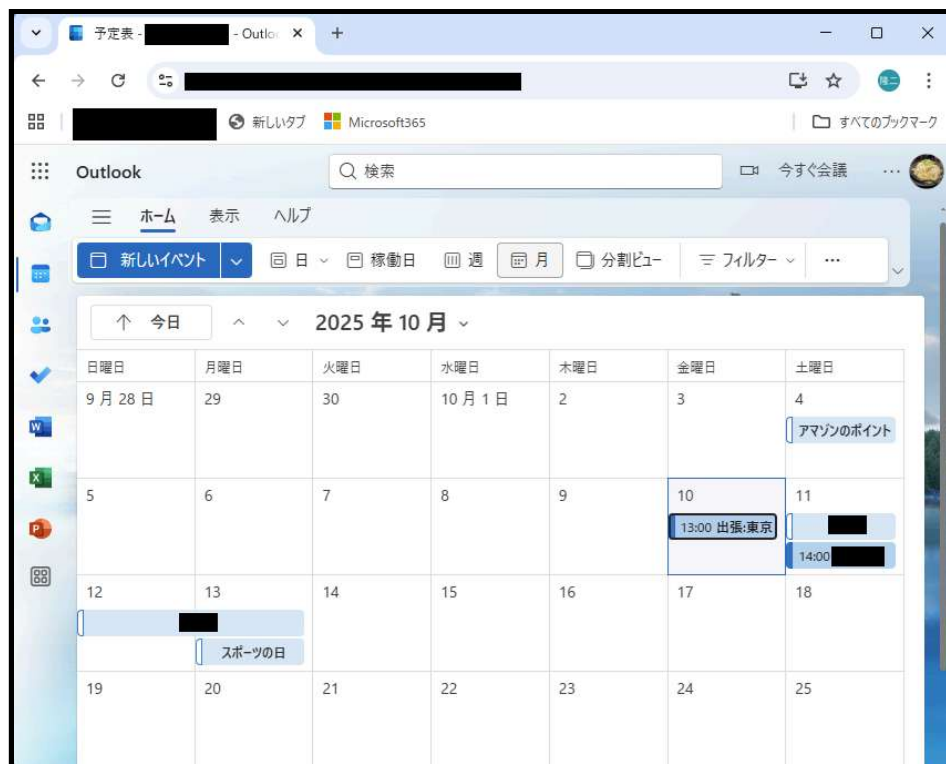 予定表 - - Outlo
新しいタブ Microsoft365 すべてのブックマーク
Outlook 検索 今すぐ会議
ホーム 表示 ヘルプ
新しいイベント 日 稼働日 週 月 分割ビュー フィルター
今日 2025 年 10 月
日曜日 月曜日 火曜日 水曜日 木曜日 金曜日 土曜日
9 月 28 日 29 30 10 月 1 日 2 3 4
アマゾンのポイント
5 6 7 8 9 10 11
13:00 出張:東京
14:00
12 13 14 15 16 17 18
スポーツの日
19 20 21 22 23 24 25